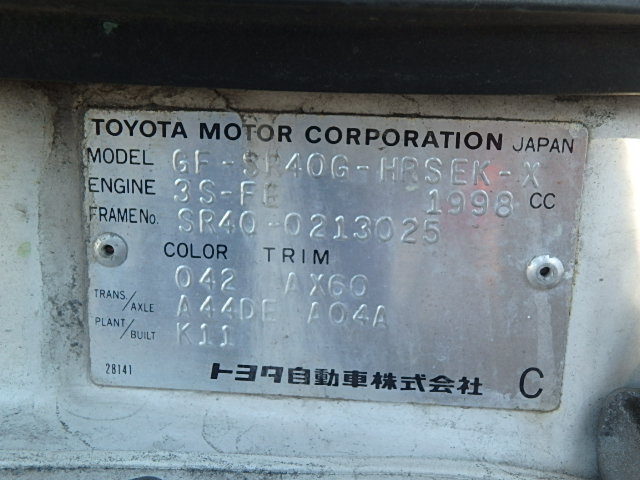 TOYOTA MOTOR CORPORATION JAPAN
MODEL GF-SR40G-HRSEK-X
ENGINE 3S-FE 1998 CC
FRAME No. SR40-0213025
COLOR TRIM
042 AX60
TRANS./AXLE A44DE A04A
PLANT/BUILT K11
28141 トヨタ自動車株式会社 C